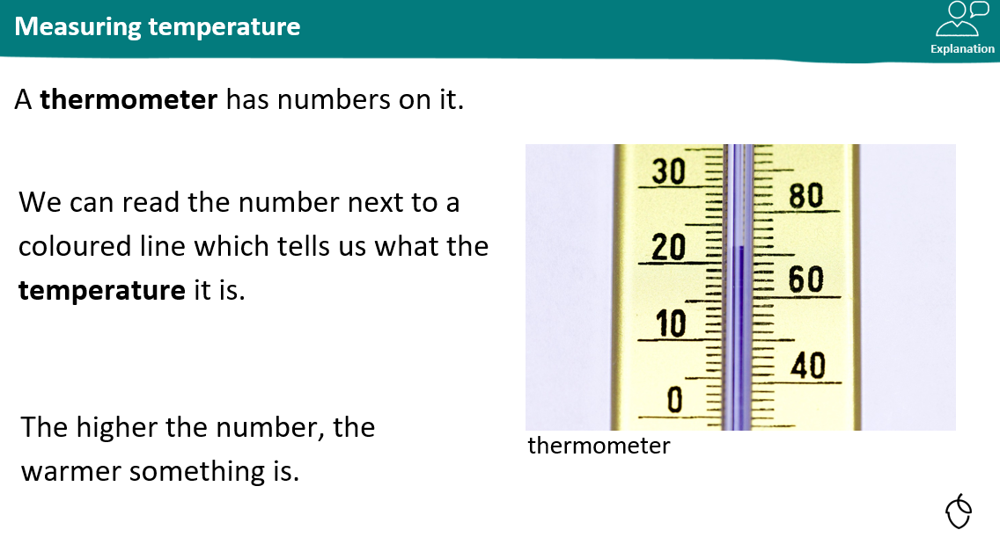 Measuring temperature
Explanation
A thermometer has numbers on it.
We can read the number next to a
coloured line which tells us what the
temperature it is.
The higher the number, the
warmer something is.
30
80
20
60
10
40
0
thermometer